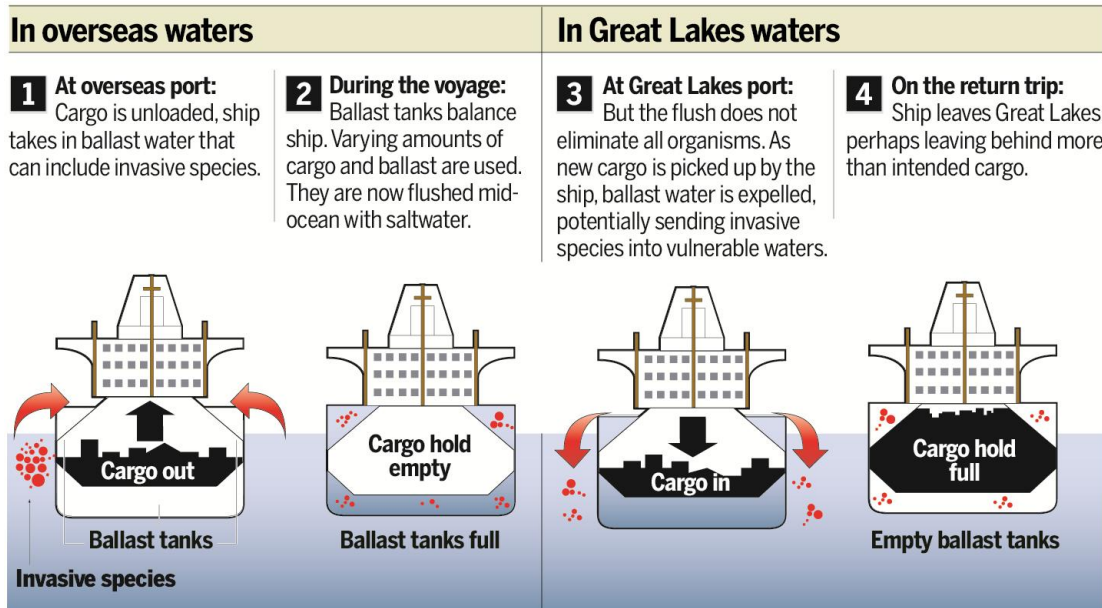 In overseas waters
In Great Lakes waters
1 At overseas port:
Cargo is unloaded, ship
takes in ballast water that
can include invasive species.
2 During the voyage:
Ballast tanks balance
ship. Varying amounts of
cargo and ballast are used.
They are now flushed mid-
ocean with saltwater.
3 At Great Lakes port:
But the flush does not
eliminate all organisms. As
new cargo is picked up by the
ship, ballast water is expelled,
potentially sending invasive
species into vulnerable waters.
4 On the return trip:
Ship leaves Great Lakes
perhaps leaving behind more
than intended cargo.
Cargo out
Ballast tanks
Invasive species
Cargo hold
empty
Ballast tanks full
Cargo in
Cargo hold
full
Empty ballast tanks